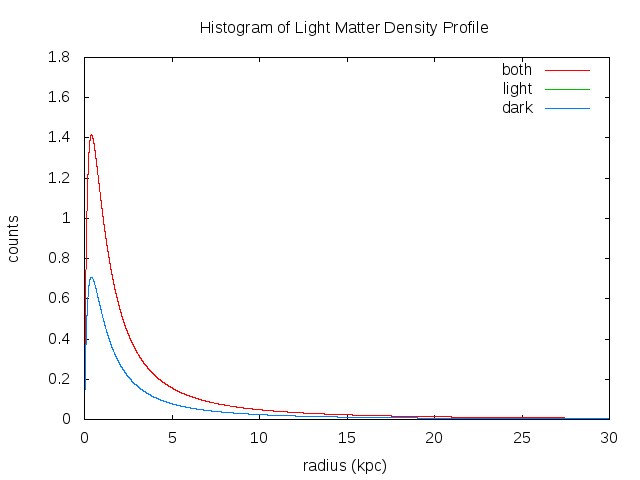 Histogram of Light Matter Density Profile
1.8
1.6
1.4
1.2
1
0.8
0.6
0.4
0.2
0
counts
both
light
dark
0 5 10 15 20 25 30
radius (kpc)